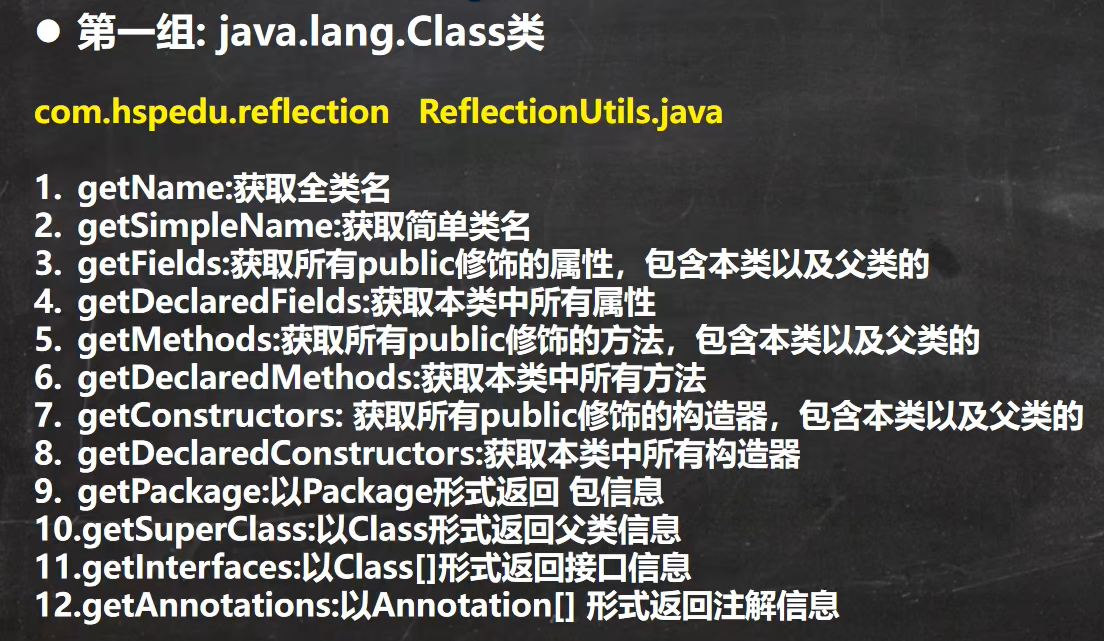 ● 第一组: java.lang.Class类
com.hspedu.reflection ReflectionUtils.java
1. getName:获取全类名
2. getSimpleName:获取简单类名
3. getFields:获取所有public修饰的属性，包含本类以及父类的
4. getDeclaredFields:获取本类中所有属性
5. getMethods:获取所有public修饰的方法，包含本类以及父类的
6. getDeclaredMethods:获取本类中所有方法
7. getConstructors: 获取所有public修饰的构造器，包含本类以及父类的
8. getDeclaredConstructors:获取本类中所有构造器
9. getPackage:以Package形式返回 包信息
10.getSuperClass:以Class形式返回父类信息
11.getInterfaces:以Class[]形式返回接口信息
12.getAnnotations:以Annotation[] 形式返回注解信息